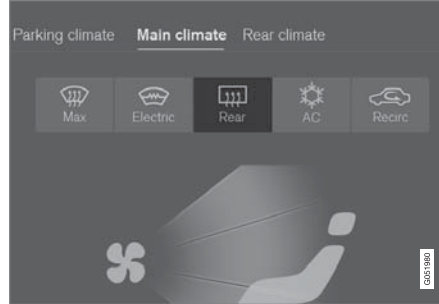 Parking climate Main climate Rear climate
Max Electric Rear AC Recirc
G051980